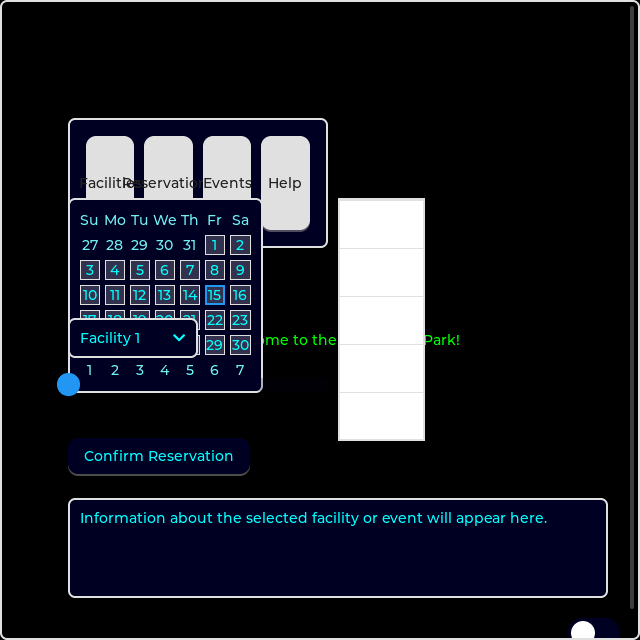 Facilities Reservations Events Help
Su Mo Tu We Th Fr Sa
27 28 29 30 31 1 2
3 4 5 6 7 8 9
10 11 12 13 14 15 16
22 23
Facility 1
29 30
ome to the Park!
1 2 3 4 5 6 7
Confirm Reservation
Information about the selected facility or event will appear here.